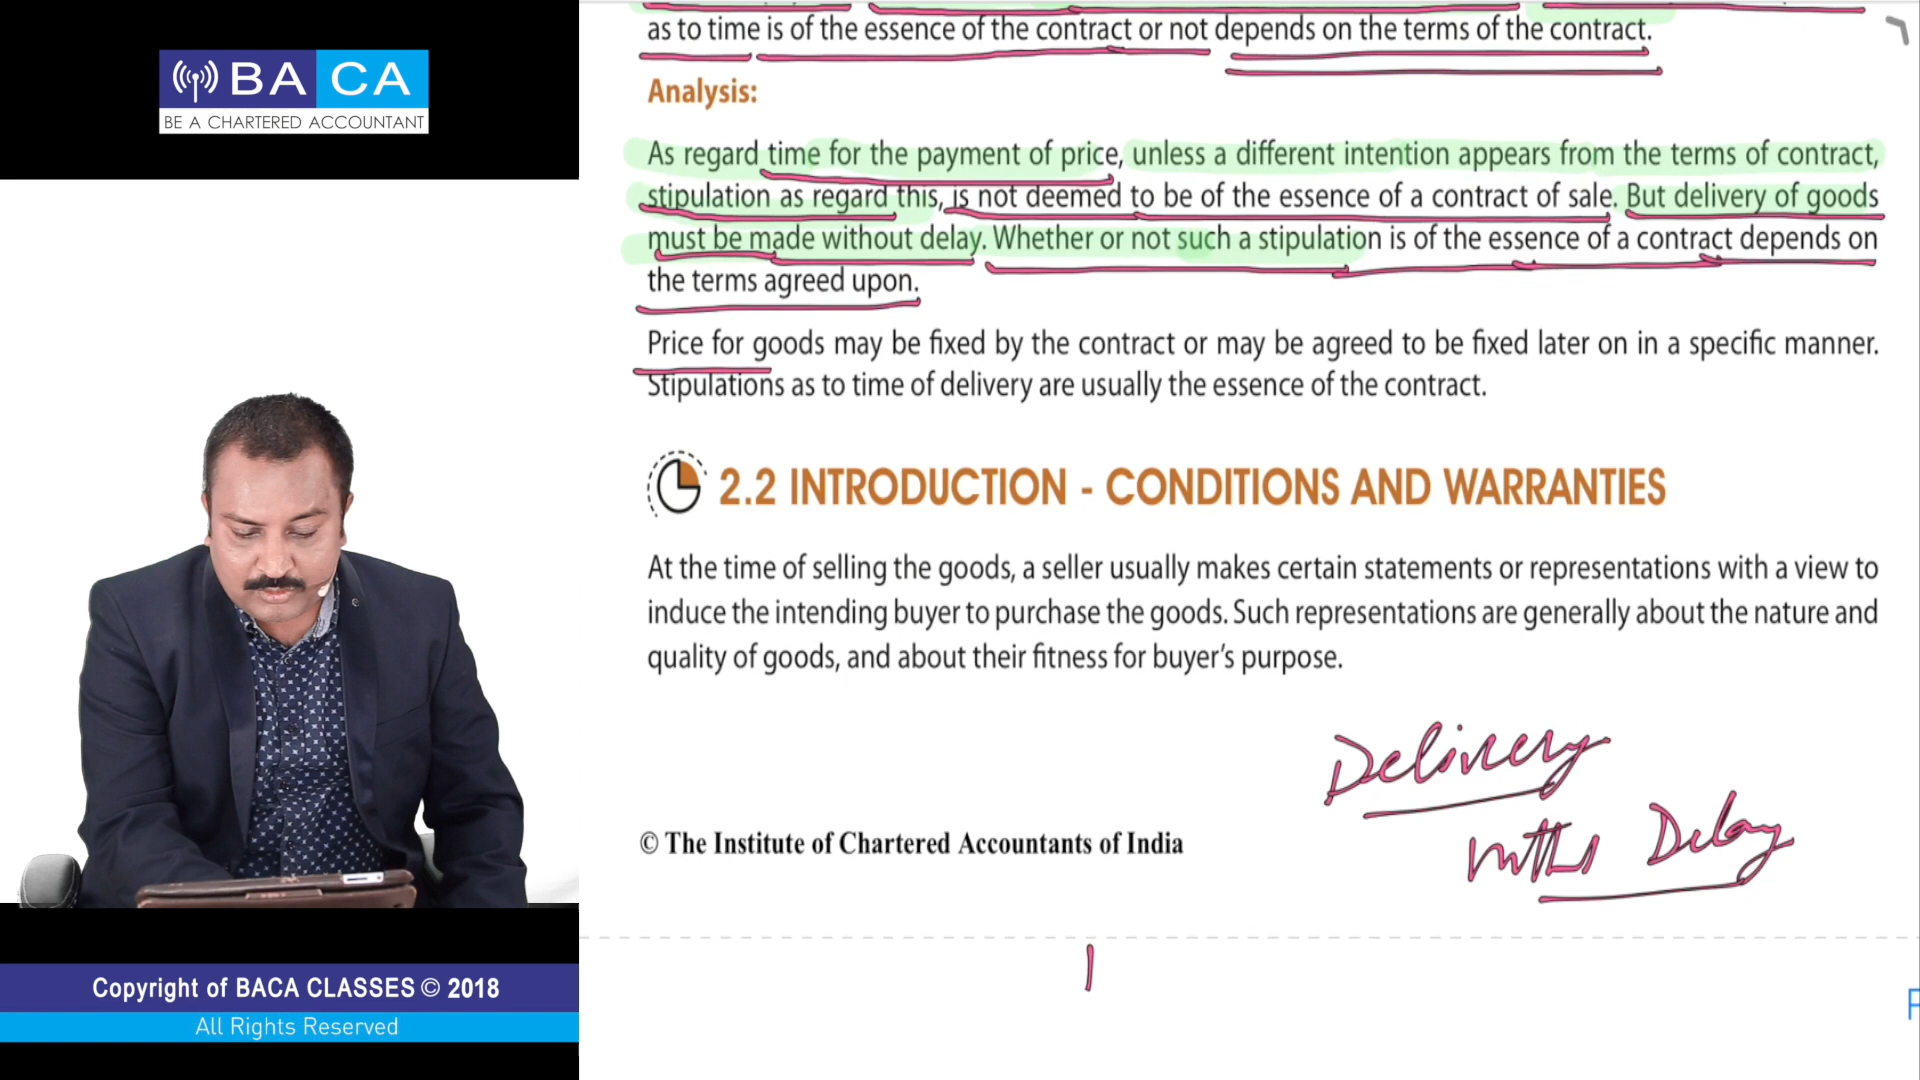 BA CA
BE A CHARTERED ACCOUNTANT
as to time is of the essence of the contract or not depends on the terms of the contract.
Analysis:
As regard time for the payment of price, unless a different intention appears from the terms of contract,
stipulation as regard this, is not deemed to be of the essence of a contract of sale. But delivery of goods
must be made without delay. Whether or not such a stipulation is of the essence of a contract depends on
the terms agreed upon.
Price for goods may be fixed by the contract or may be agreed to be fixed later on in a specific manner.
Stipulations as to time of delivery are usually the essence of the contract.
2.2 INTRODUCTION - CONDITIONS AND WARRANTIES
At the time of selling the goods, a seller usually makes certain statements or representations with a view to
induce the intending buyer to purchase the goods. Such representations are generally about the nature and
quality of goods, and about their fitness for buyer's purpose.
Delivery
Delay
© The Institute of Chartered Accountants of India
Copyright of BACA CLASSES © 2018
All Rights Reserved